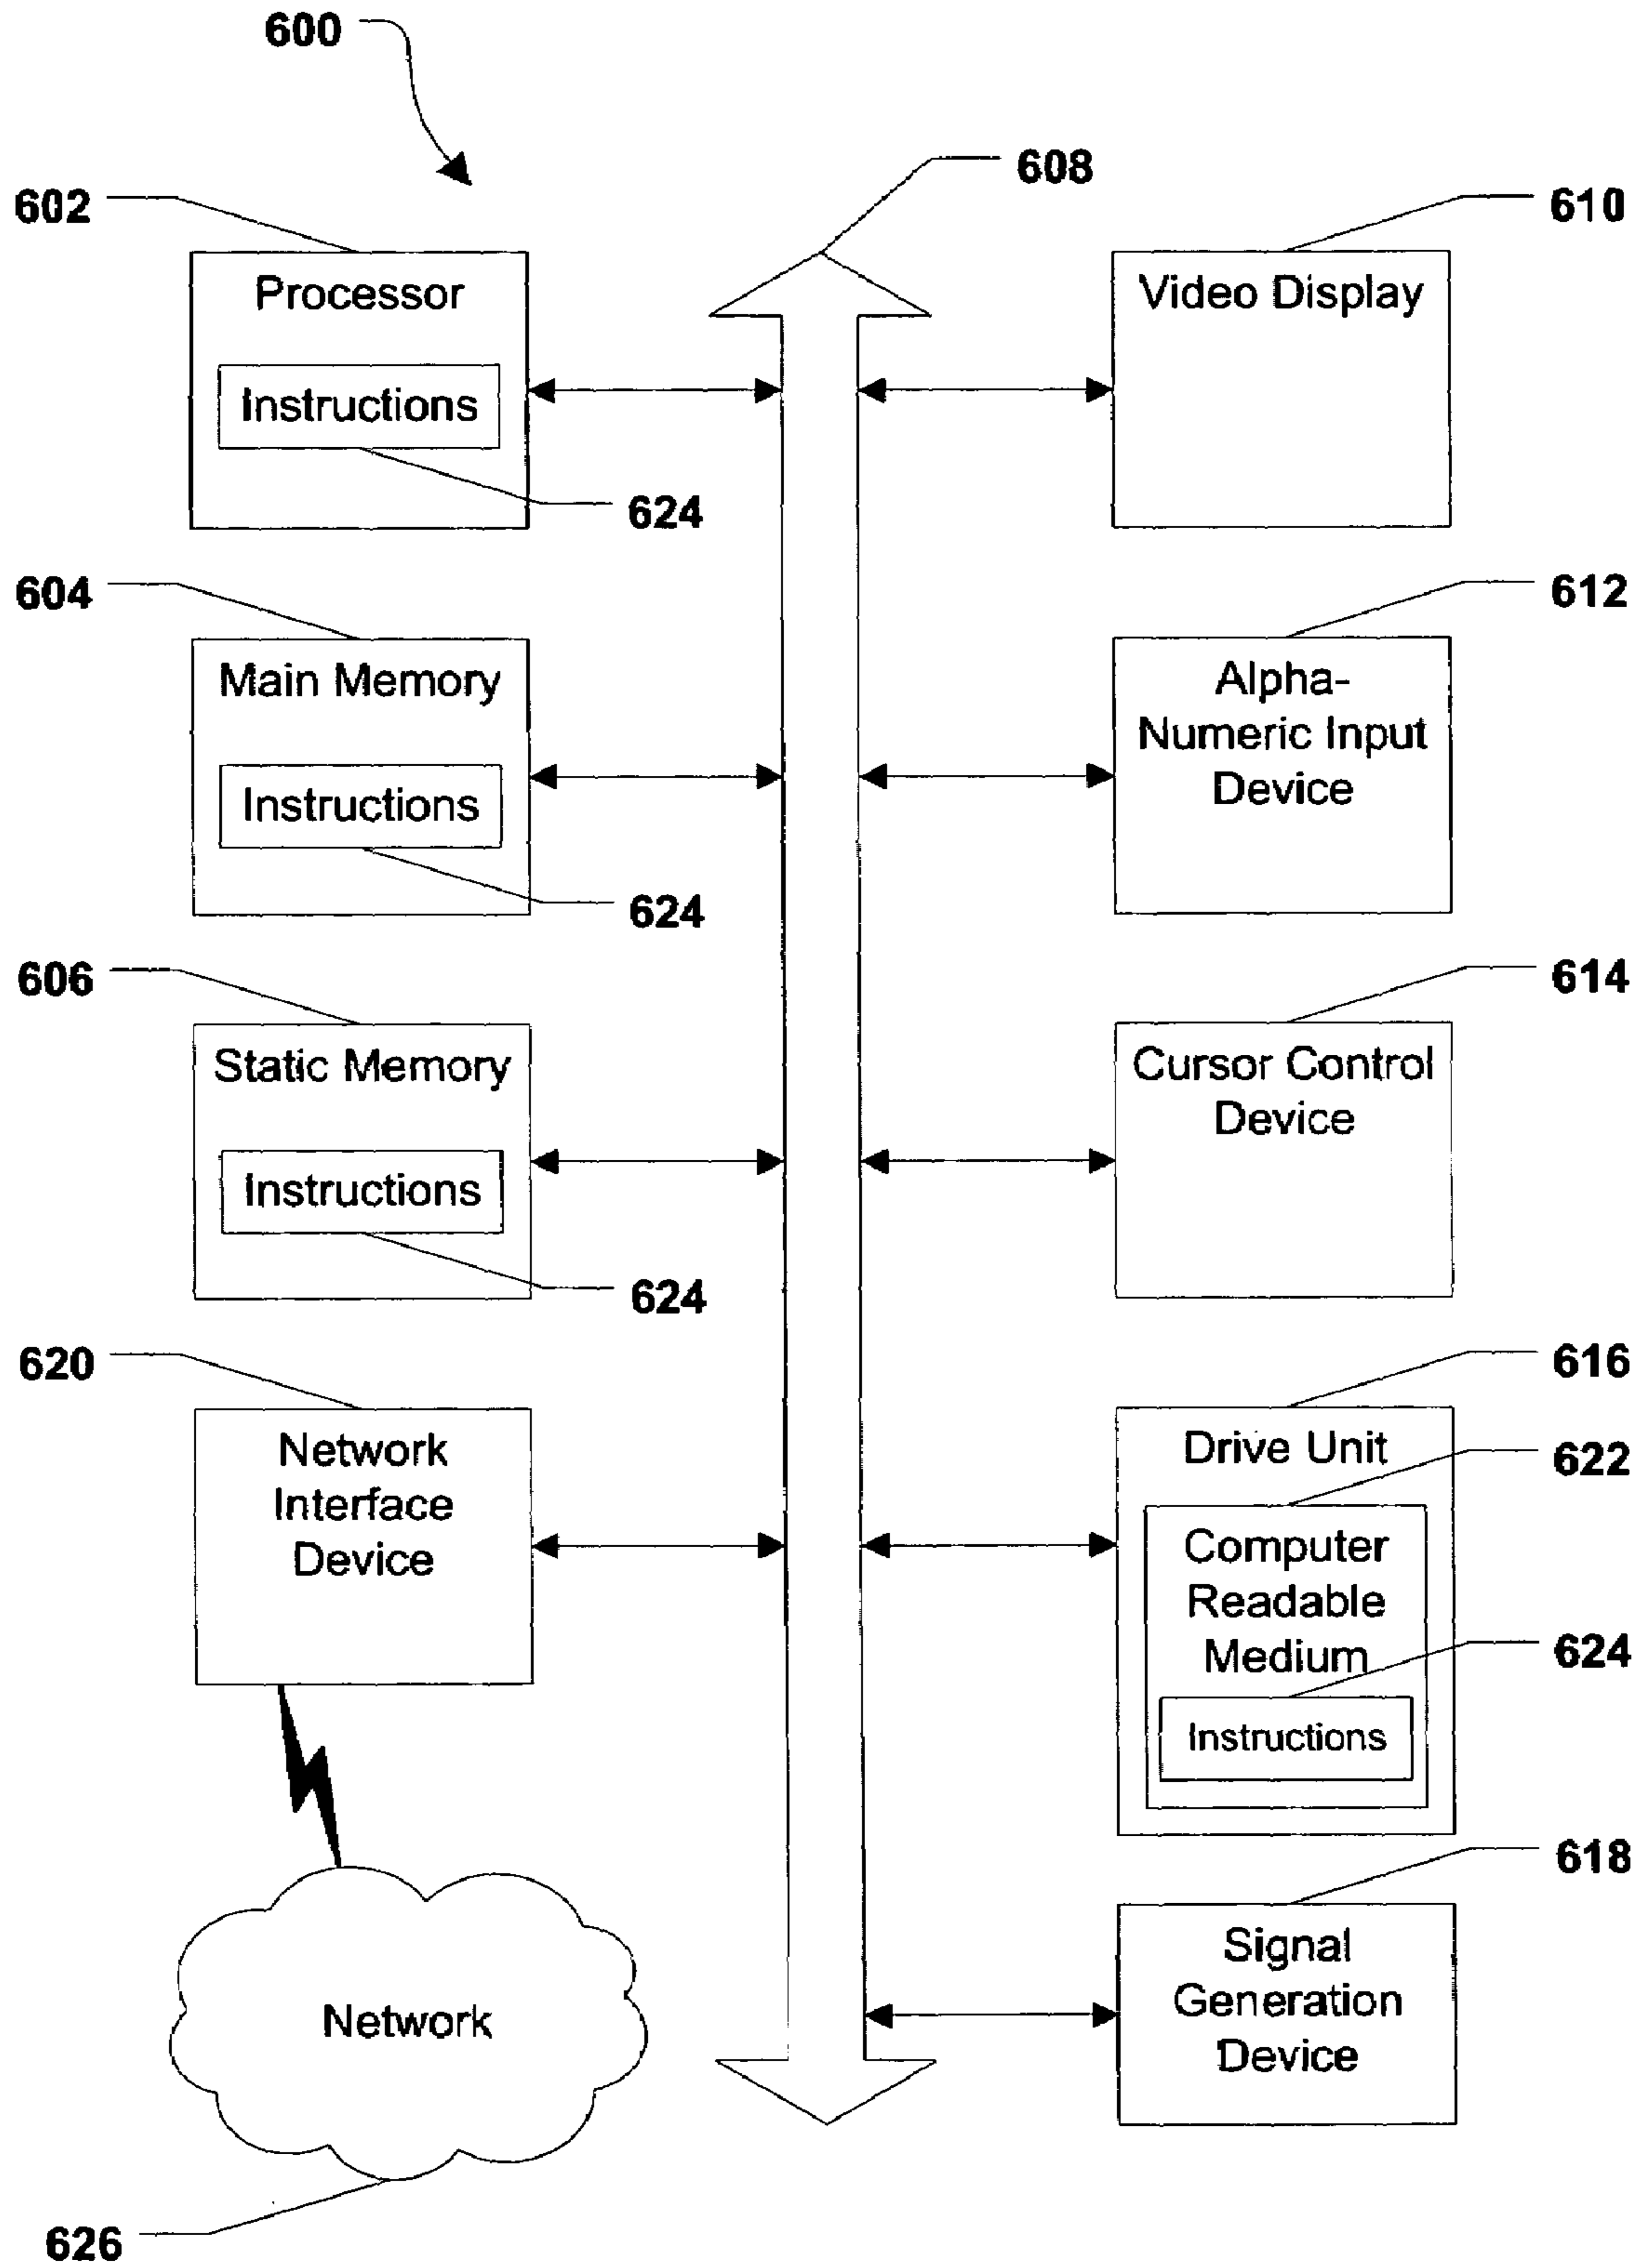 600
608
602
610
Processor
Video Display
Instructions
624
604
612
Main Memory
Alpha-
Numeric Input
Device
Instructions
624
606
614
Static Memory
Cursor Control
Device
Instructions
624
620
616
Network
Interface
Device
Drive Unit
622
Computer
Readable
Medium
624
Instructions
618
Signal
Generation
Device
Network
626